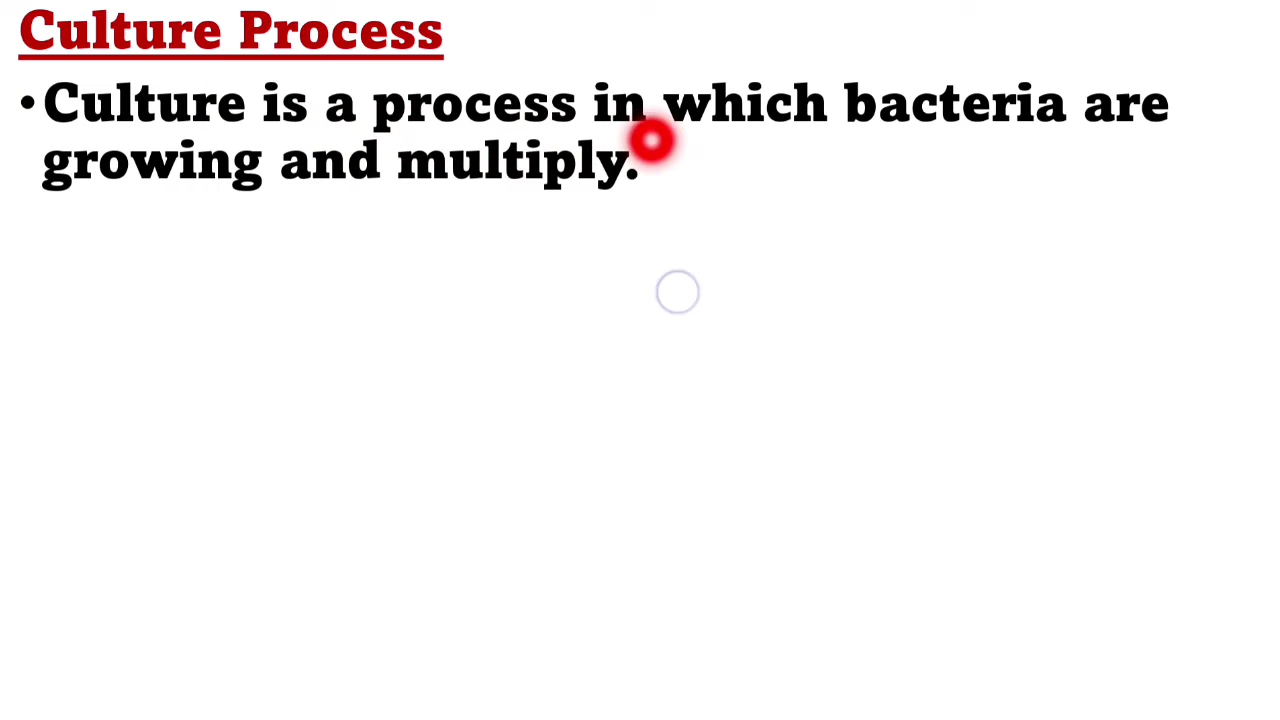 Culture Process
• Culture is a process in which bacteria are
growing and multiply.